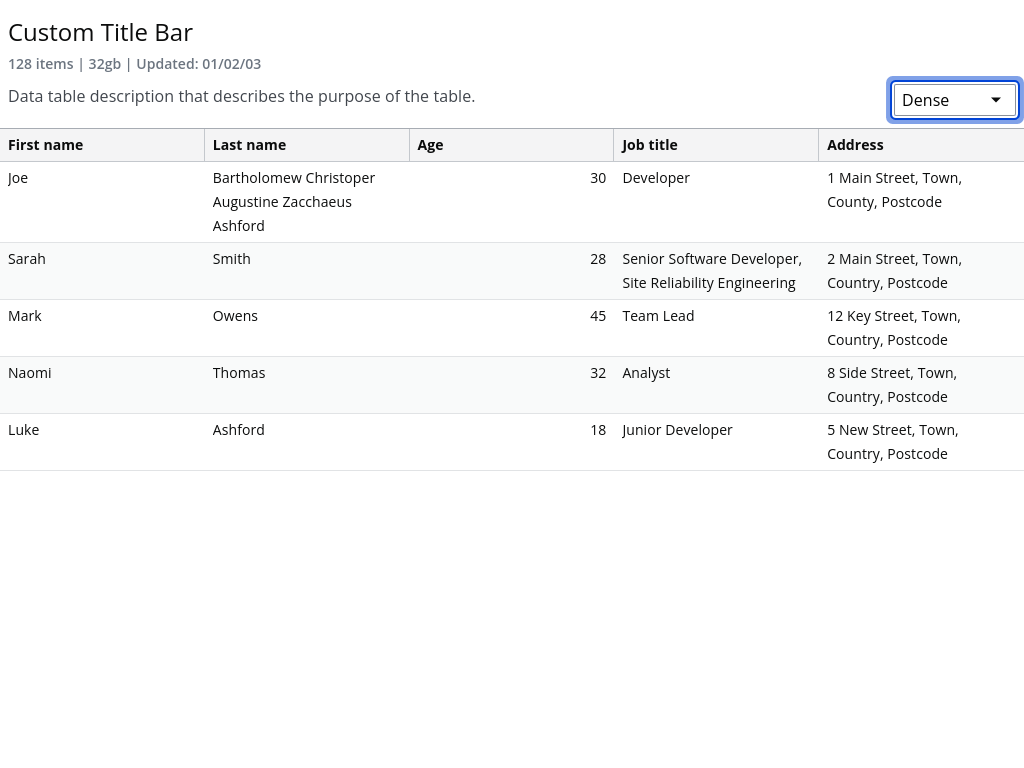 Custom Title Bar
128 items | 32gb | Updated: 01/02/03
Data table description that describes the purpose of the table.
Dense
First name Last name Age Job title Address
Joe Bartholomew Christoper 30 Developer 1 Main Street, Town,
Augustine Zacchaeus County, Postcode
Ashford
Sarah Smith 28 Senior Software Developer, 2 Main Street, Town,
Site Reliability Engineering Country, Postcode
Mark Owens 45 Team Lead 12 Key Street, Town,
Country, Postcode
Naomi Thomas 32 Analyst 8 Side Street, Town,
Country, Postcode
Luke Ashford 18 Junior Developer 5 New Street, Town,
Country, Postcode